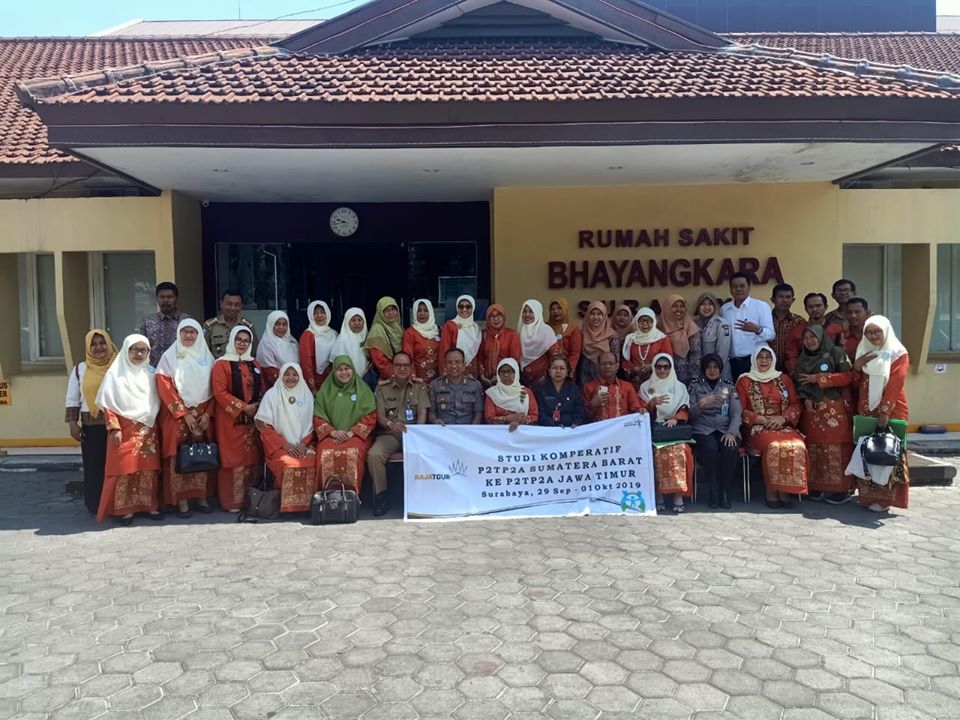 RUMAH SAKIT
BHAYANGKARA
RAJATOUR
STUDI KOMPERATIF
P2TP2A SUMATERA BARAT
KE P2TP2A JAWA TIMUR
Surabaya, 29 Sep - 01 Okt 2019